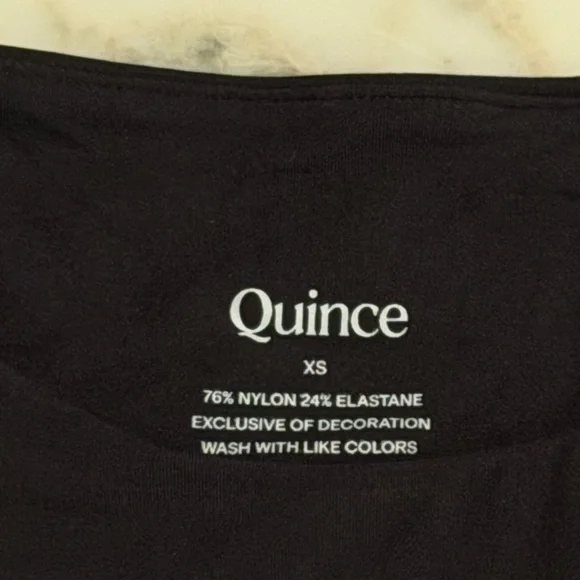 Quince
XS
76% NYLON 24% ELASTANE
EXCLUSIVE OF DECORATION
WASH WITH LIKE COLORS